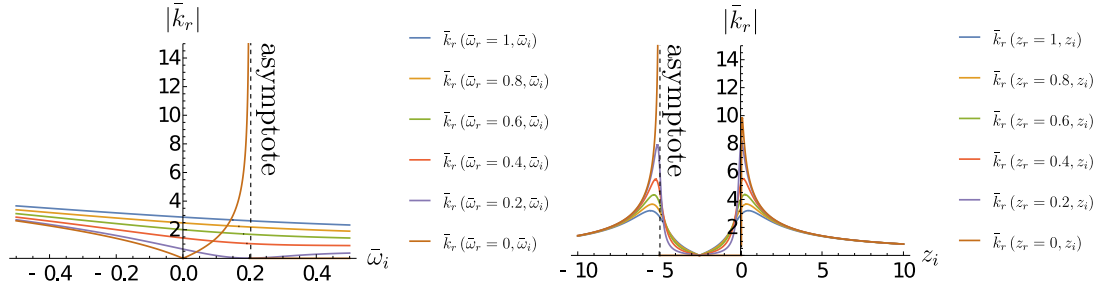 |k̄_r|
14
12
10
8
6
4
2
- 0.4 - 0.2 0.0 0.2 0.4 ω̄_i
asymptote
k̄_r (ω̄_r = 1, ω̄_i)
k̄_r (ω̄_r = 0.8, ω̄_i)
k̄_r (ω̄_r = 0.6, ω̄_i)
k̄_r (ω̄_r = 0.4, ω̄_i)
k̄_r (ω̄_r = 0.2, ω̄_i)
k̄_r (ω̄_r = 0, ω̄_i)
|k̄_r|
14
12
10
8
6
4
2
- 10 - 5 0 5 10 z_i
asymptote
k̄_r (z_r = 1, z_i)
k̄_r (z_r = 0.8, z_i)
k̄_r (z_r = 0.6, z_i)
k̄_r (z_r = 0.4, z_i)
k̄_r (z_r = 0.2, z_i)
k̄_r (z_r = 0, z_i)